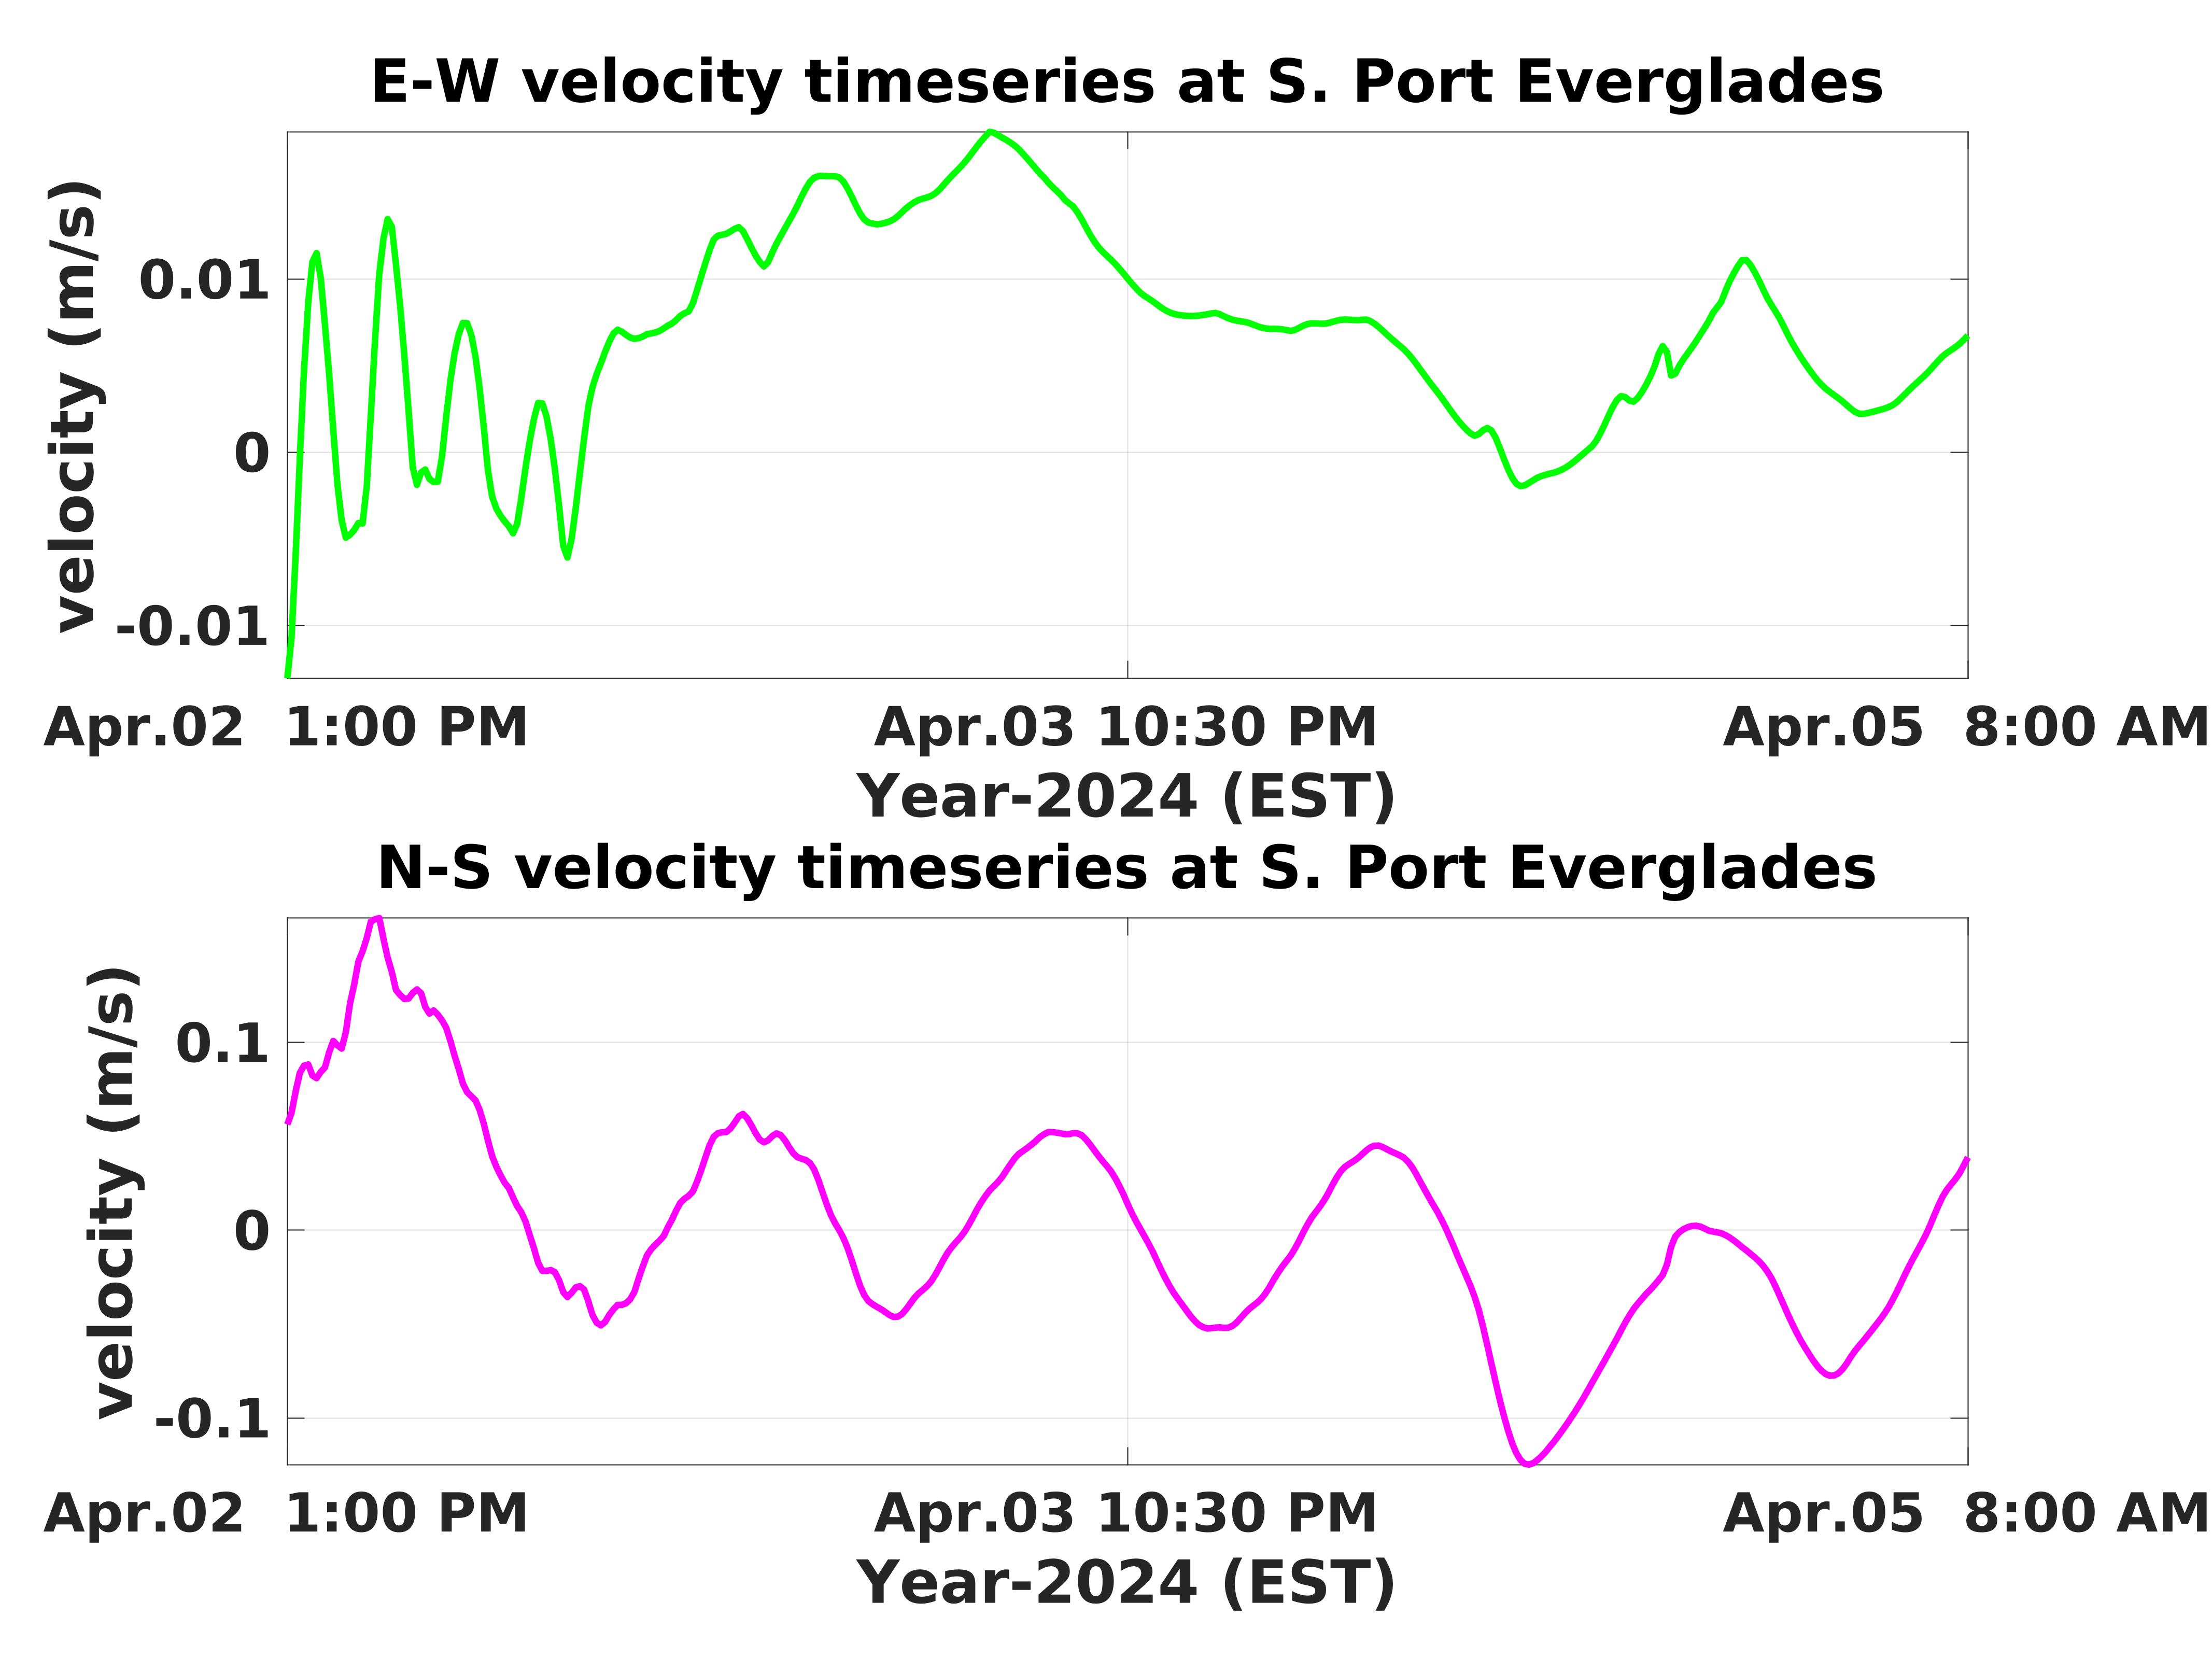 E-W velocity timeseries at S. Port Everglades
velocity (m/s)
0.01
0
-0.01
Apr.02  1:00 PM
Apr.03 10:30 PM
Apr.05  8:00 AM
Year-2024 (EST)
N-S velocity timeseries at S. Port Everglades
velocity (m/s)
0.1
0
-0.1
Apr.02  1:00 PM
Apr.03 10:30 PM
Apr.05  8:00 AM
Year-2024 (EST)